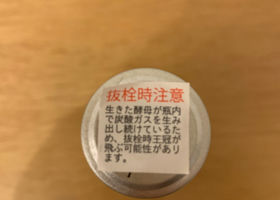 抜栓時注意
生きた酵母が瓶内
で炭酸ガスを生み
出し続けているた
め、抜栓時王冠が
飛ぶ可能性があり
ます。